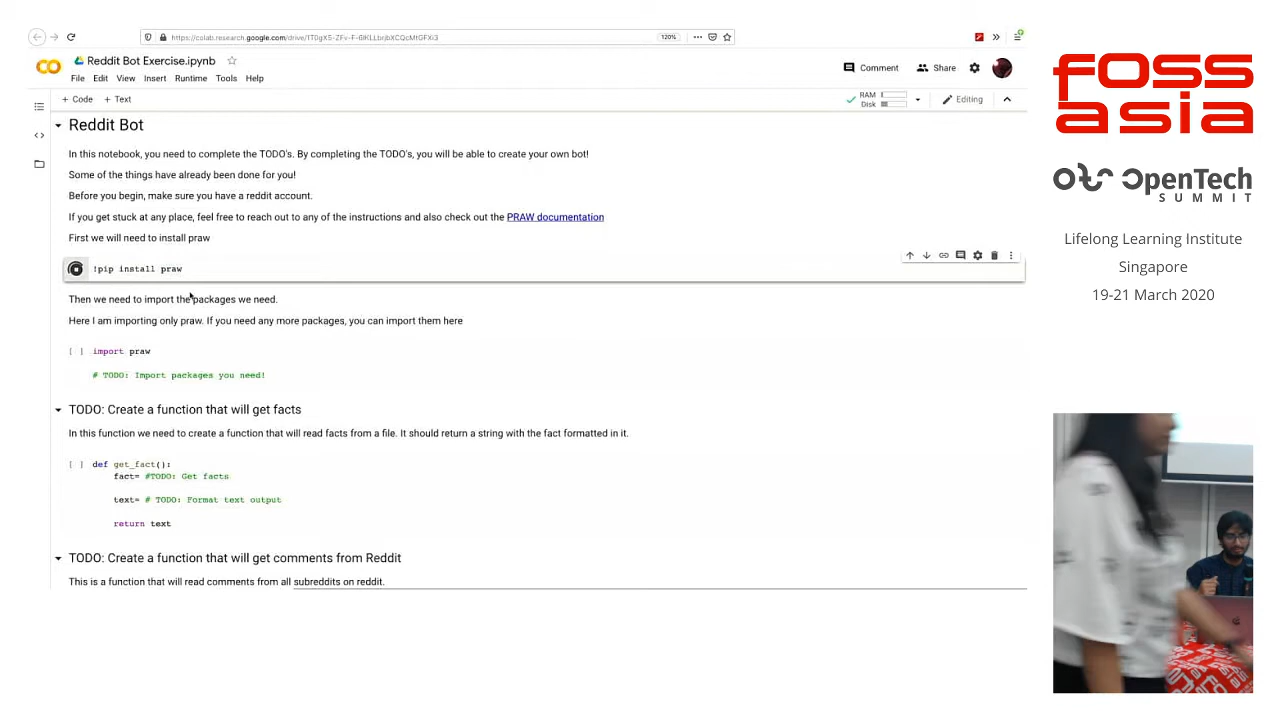 https://colab.research.google.com/drive/
120%
Reddit Bot Exercise.ipynb
File Edit View Insert Runtime Tools Help
Comment
Share
+ Code + Text
RAM
Disk
Editing
Reddit Bot
In this notebook, you need to complete the TODO's. By completing the TODO's, you will be able to create your own bot!
Some of the things have already been done for you!
Before you begin, make sure you have a reddit account.
If you get stuck at any place, feel free to reach out to any of the instructions and also check out the PRAW documentation
First we will need to install praw
!pip install praw
Then we need to import the packages we need.
Here I am importing only praw. If you need any more packages, you can import them here
[ ] import praw
# TODO: Import packages you need!
TODO: Create a function that will get facts
In this function we need to create a function that will read facts from a file. It should return a string with the fact formatted in it.
[ ] def get_fact():
fact= #TODO: Get facts
text= # TODO: Format text output
return text
TODO: Create a function that will get comments from Reddit
This is a function that will read comments from all subreddits on reddit.
FOSS
asia
OpenTech
SUMMIT
Lifelong Learning Institute
Singapore
19-21 March 2020